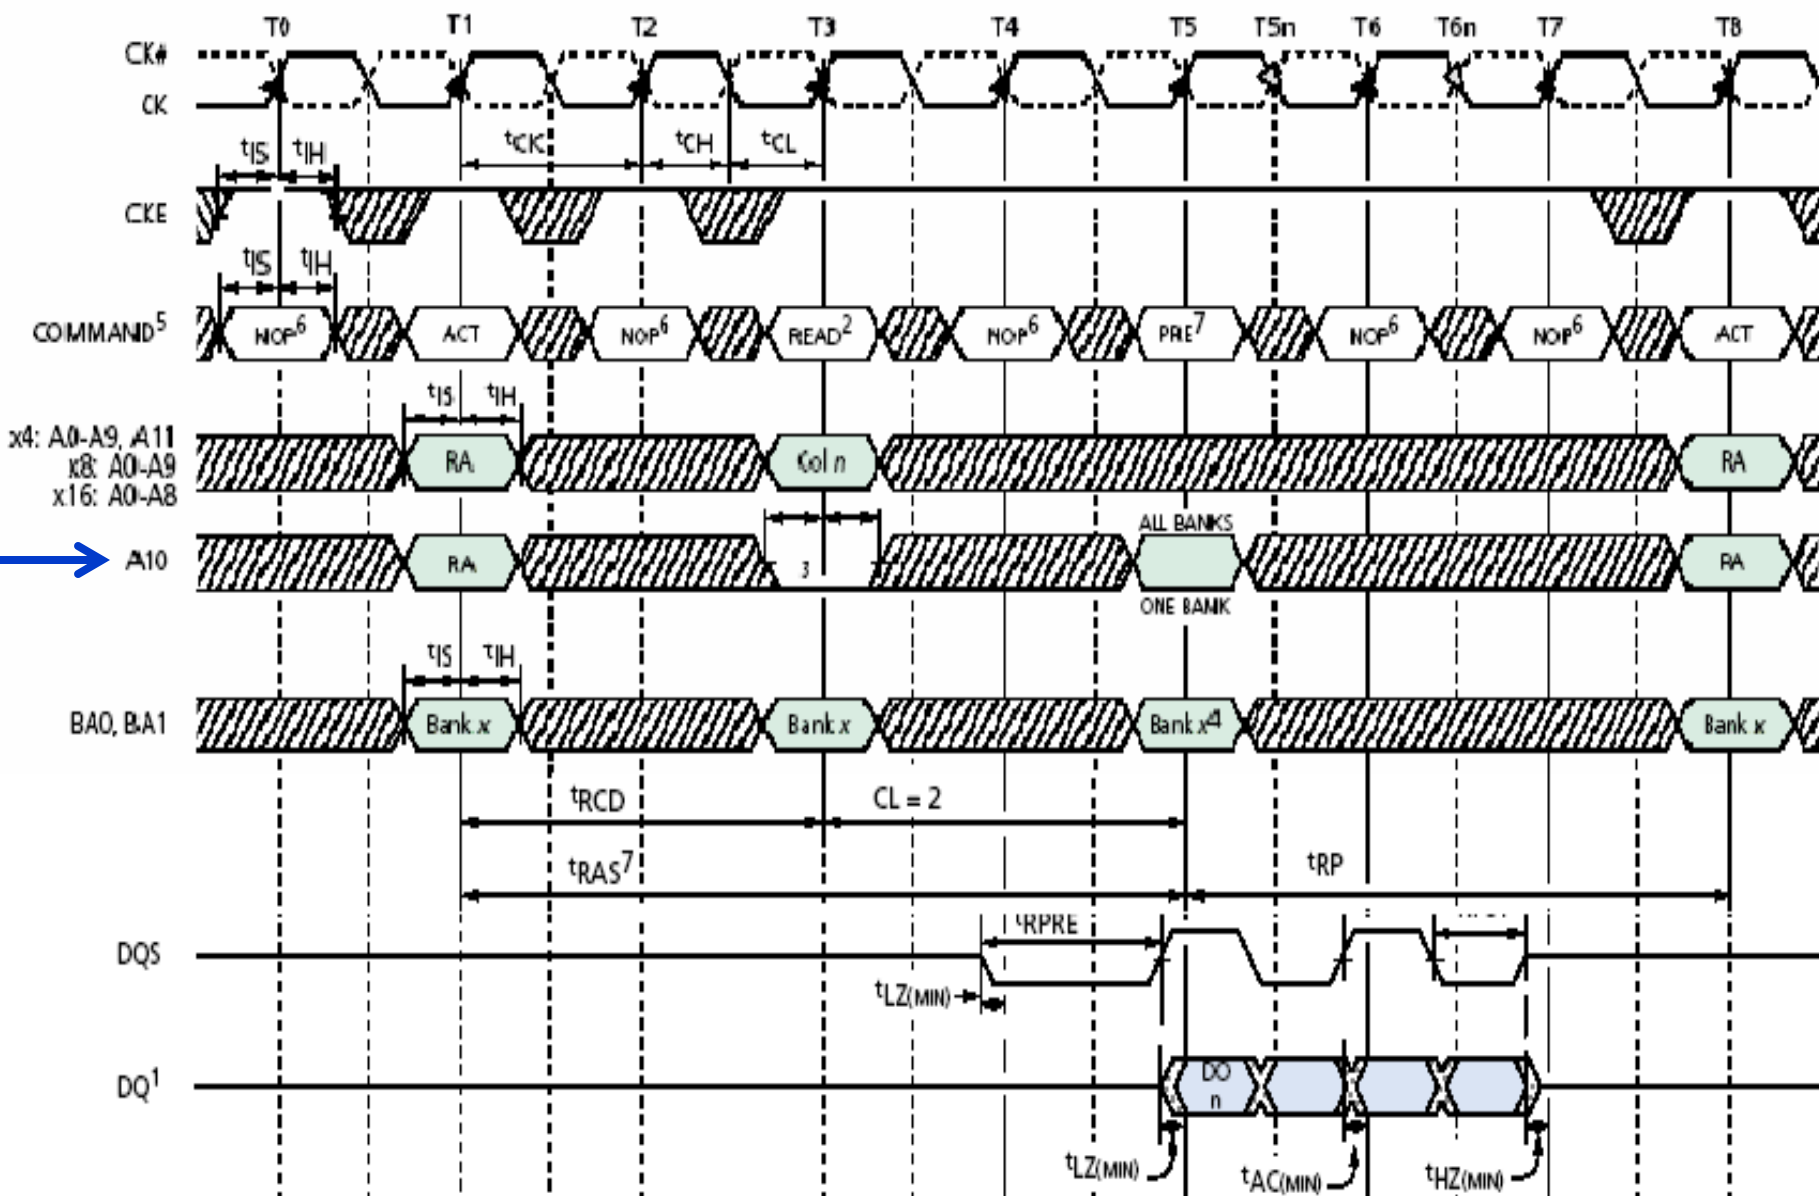 T0 T1 T2 T3 T4 T5 T5n T6 T6n T7 T8
CK#
CK
tIS tIH tCK tCH tCL
CKE
tIS tIH
COMMAND5 NOP6 ACT NOP6 READ2 NOP6 PRE7 NOP6 NOP6 ACT
tIS tIH
x4: A0-A9, A11
x8: A0-A9 RA Col n RA
x16: A0-A8
ALL BANKS
A10 RA 3 RA
ONE BANK
tIS tIH
BA0, BA1 Bank x Bank x Bank x4 Bank x
tRCD CL = 2
tRAS7 tRP
tRPRE
DQS
tLZ(MIN)
DQ1 DO
n
tLZ(MIN) tAC(MIN) tHZ(MIN)